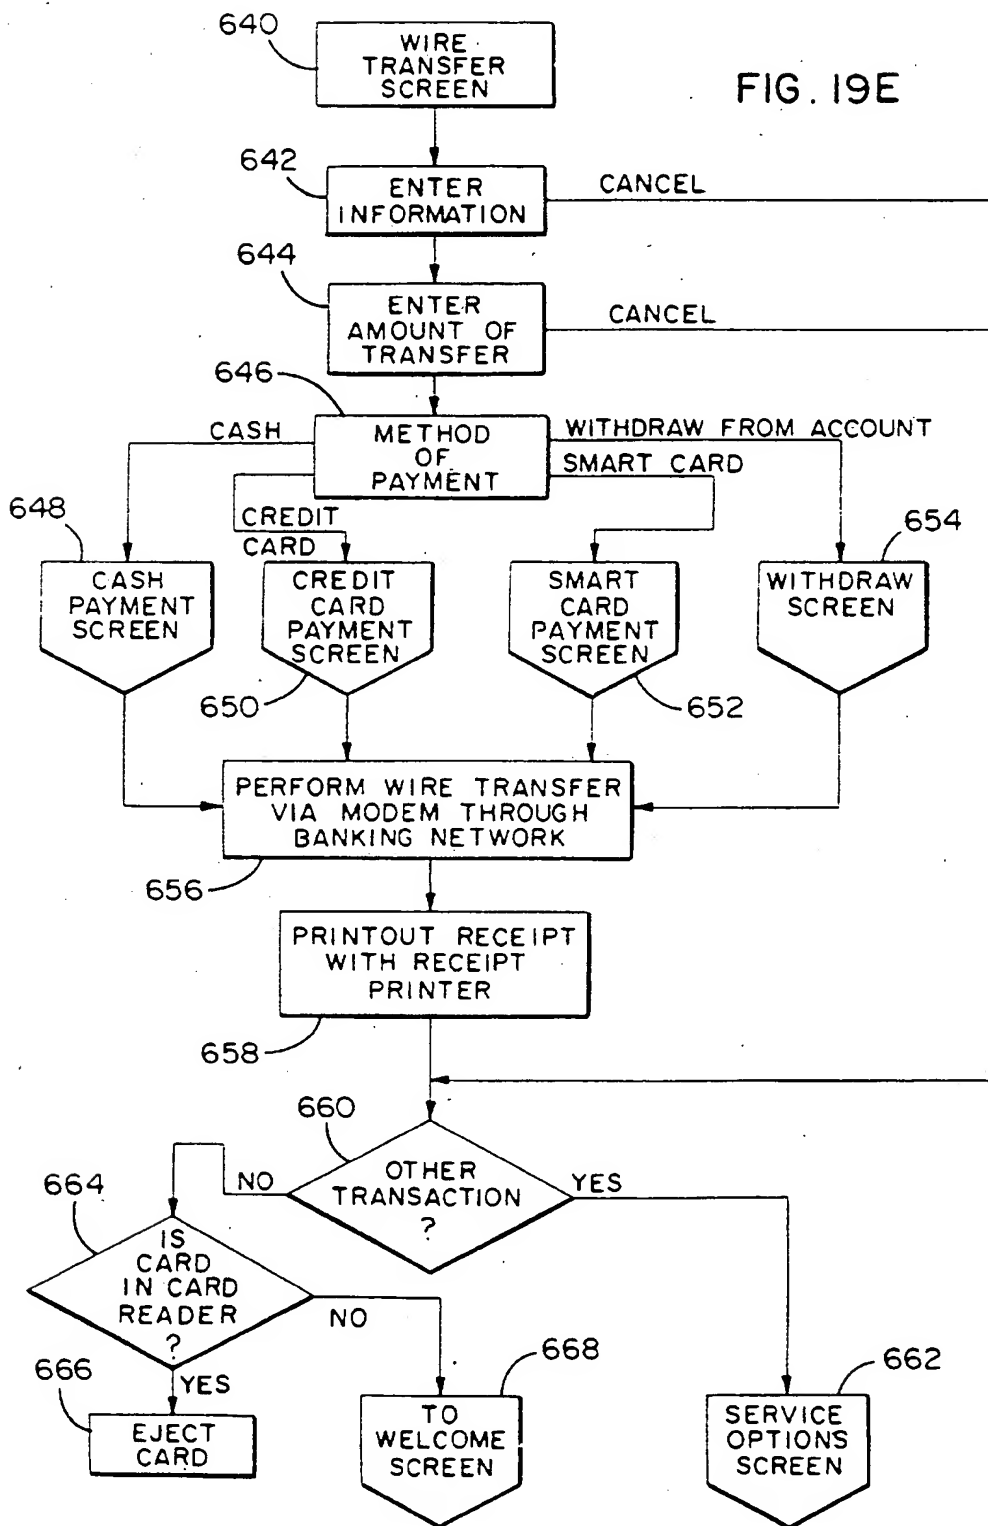 640
WIRE
TRANSFER
SCREEN
FIG. 19E
642
ENTER
INFORMATION
CANCEL
644
ENTER
AMOUNT OF
TRANSFER
CANCEL
646
METHOD
OF
PAYMENT
CASH
WITHDRAW FROM ACCOUNT
SMART CARD
CREDIT
CARD
648
CASH
PAYMENT
SCREEN
CREDIT
CARD
PAYMENT
SCREEN
650
SMART
CARD
PAYMENT
SCREEN
652
654
WITHDRAW
SCREEN
PERFORM WIRE TRANSFER
VIA MODEM THROUGH
BANKING NETWORK
656
PRINTOUT RECEIPT
WITH RECEIPT
PRINTER
658
660
OTHER
TRANSACTION
?
NO
YES
664
IS
CARD
IN CARD
READER
?
NO
YES
666
EJECT
CARD
668
TO
WELCOME
SCREEN
662
SERVICE
OPTIONS
SCREEN